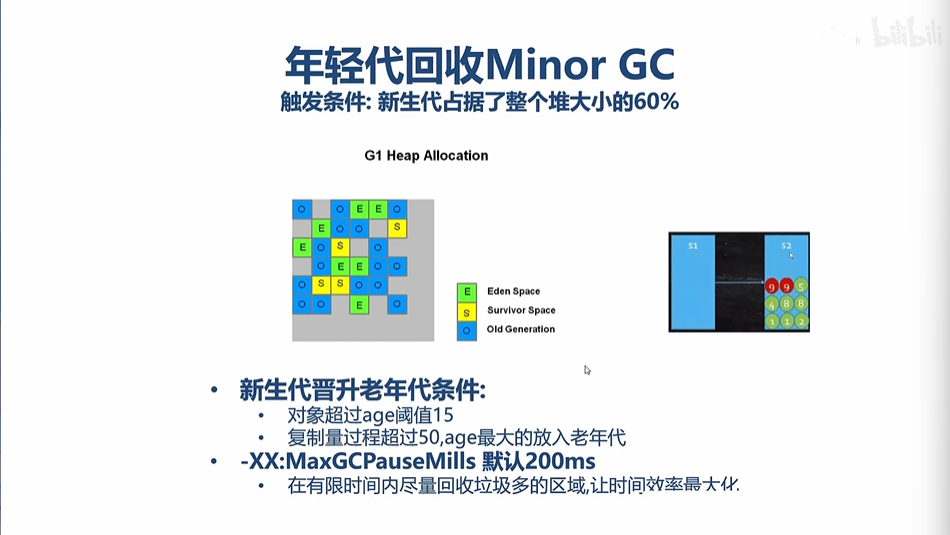 bilibili
年轻代回收Minor GC
触发条件: 新生代占据了整个堆大小的60%
G1 Heap Allocation
O O E E O
E O O S
E O S O
O E E O O
O S S O O
O O E O
E Eden Space
S Survivor Space
O Old Generation
S1 S2
9 9 5
4 8 8
1 1 2
• 新生代晋升老年代条件:
• 对象超过age阈值15
• 复制量过程超过50,age最大的放入老年代
• -XX:MaxGCPauseMills 默认200ms
• 在有限时间内尽量回收垃圾多的区域,让时间效率最大化.